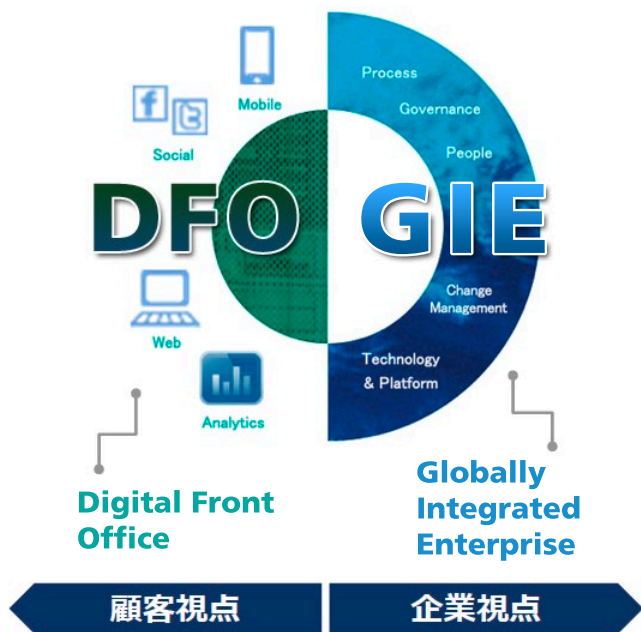 Mobile
Social
DFO
Web
Analytics
Process
Governance
People
GIE
Change
Management
Technology
& Platform
Digital Front
Office
Globally
Integrated
Enterprise
顧客視点
企業視点